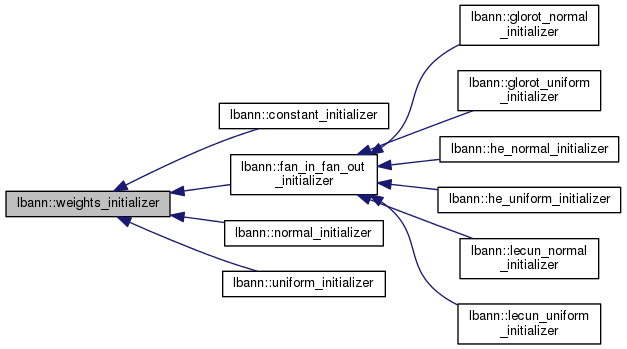 lbann::weights_initializer
lbann::constant_initializer
lbann::fan_in_fan_out
_initializer
lbann::normal_initializer
lbann::uniform_initializer
lbann::glorot_normal
_initializer
lbann::glorot_uniform
_initializer
lbann::he_normal_initializer
lbann::he_uniform_initializer
lbann::lecun_normal
_initializer
lbann::lecun_uniform
_initializer